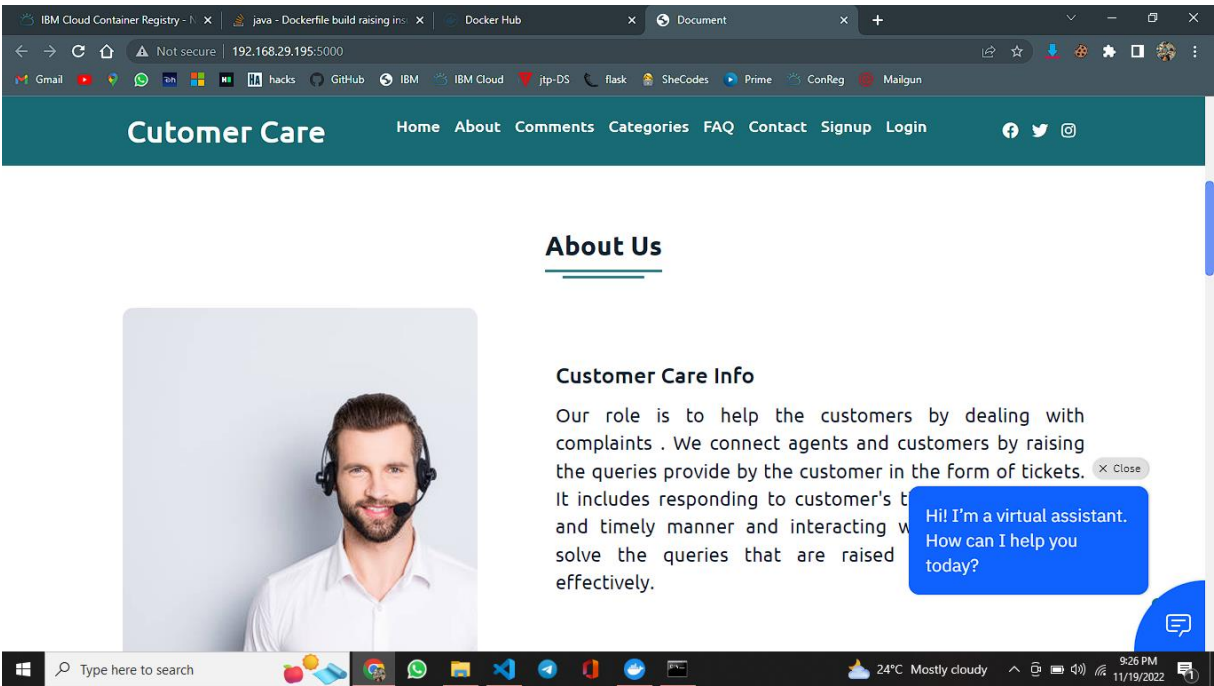 IBM Cloud Container Registry - N
java - Dockerfile build raising ins
Docker Hub
Document
Not secure | 192.168.29.195:5000
Gmail hacks GitHub IBM IBM Cloud jtp-DS flask SheCodes Prime ConReg Mailgun
Cutomer Care
Home About Comments Categories FAQ Contact Signup Login
About Us
Customer Care Info
Our role is to help the customers by dealing with
complaints . We connect agents and customers by raising
the queries provide by the customer in the form of tickets.
It includes responding to customer's t
and timely manner and interacting w
solve the queries that are raised
effectively.
Close
Hi! I'm a virtual assistant.
How can I help you
today?
Type here to search
24°C Mostly cloudy
9:26 PM
11/19/2022